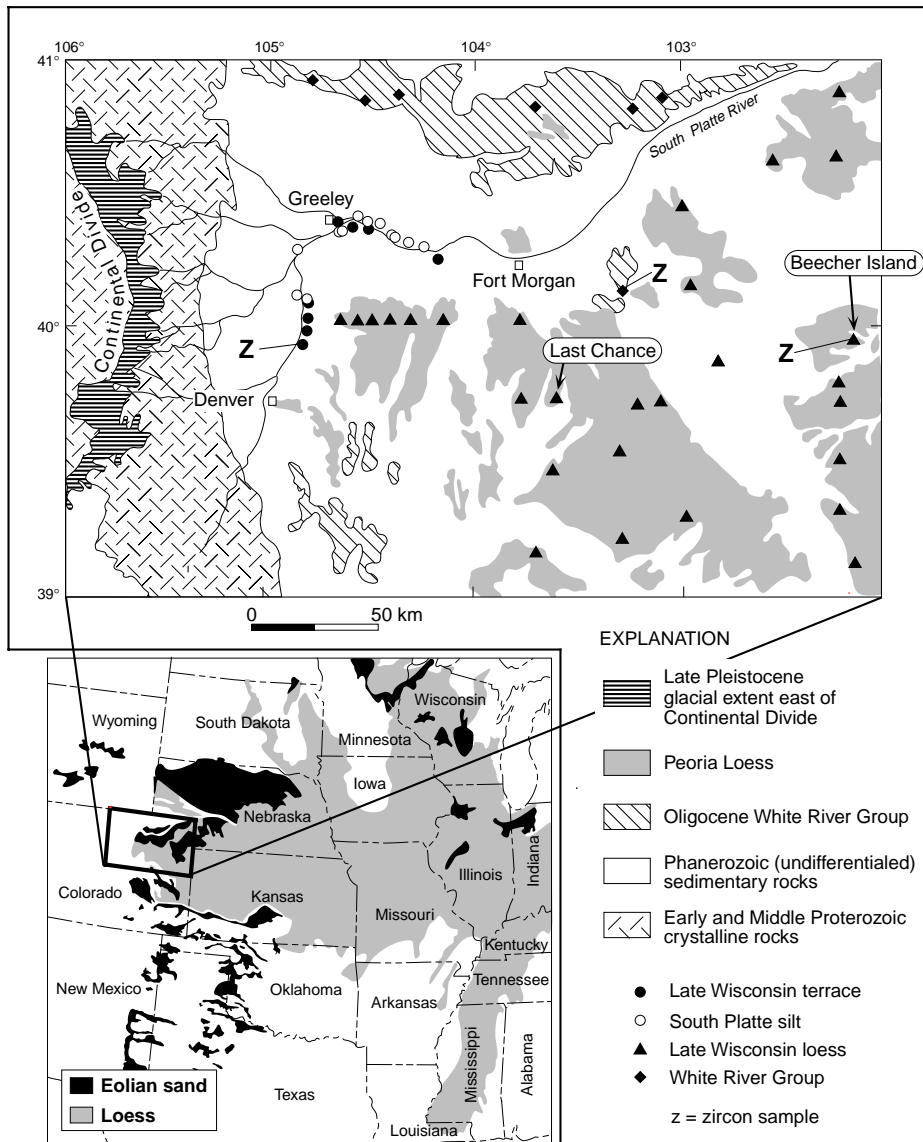 106°
105°
104°
103°
41°
40°
39°
Continental Divide
South Platte River
Greeley
Fort Morgan
Z
Beecher Island
Z
Z
Last Chance
Denver
0 50 km
EXPLANATION
Late Pleistocene
glacial extent east of
Continental Divide
Peoria Loess
Oligocene White River Group
Phanerozoic (undifferentialed)
sedimentary rocks
Early and Middle Proterozoic
crystalline rocks
Late Wisconsin terrace
South Platte silt
Late Wisconsin loess
White River Group
z = zircon sample
Wyoming
South Dakota
Minnesota
Wisconsin
Iowa
Nebraska
Illinois
Indiana
Colorado
Kansas
Missouri
Kentucky
Tennessee
New Mexico
Oklahoma
Arkansas
Mississippi
Alabama
Texas
Louisiana
Eolian sand
Loess